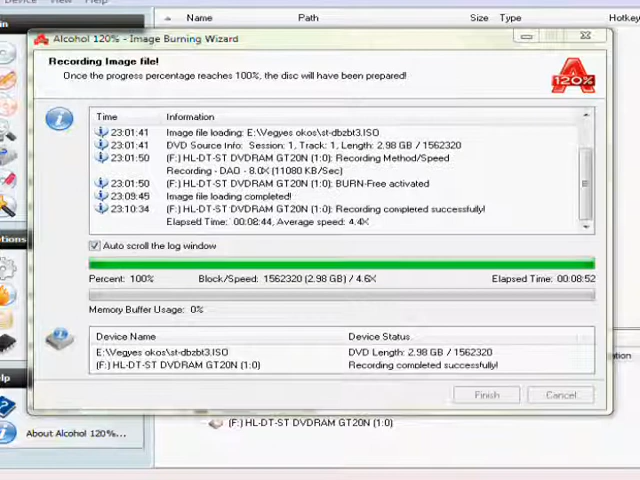 Device View Help
Name Path Size Type Hotkey
Alcohol 120% - Image Burning Wizard
Recording Image file!
Once the progress percentage reaches 100%, the disc will have been prepared!
120%
Time Information
23:01:41 Image file loading: E:\Vegyes okos\st-dbzbt3.ISO
23:01:41 DVD Source Info: Session: 1, Track: 1, Length: 2.98 GB / 1562320
23:01:50 (F:) HL-DT-ST DVDRAM GT20N (1:0): Recording Method/Speed
Recording - DAO - 8.0X (11080 KB/Sec)
23:01:50 (F:) HL-DT-ST DVDRAM GT20N (1:0): BURN-Free activated
23:09:45 Image file loading completed!
23:10:34 (F:) HL-DT-ST DVDRAM GT20N (1:0): Recording completed successfully!
Elapsed Time: 00:08:44, Average speed: 4.4X
Auto scroll the log window
Percent: 100% Block/Speed: 1562320 (2.98 GB) / 4.6X Elapsed Time: 00:08:52
Memory Buffer Usage: 0%
Device Name Device Status
E:\Vegyes okos\st-dbzbt3.ISO DVD Length: 2.98 GB / 1562320
(F:) HL-DT-ST DVDRAM GT20N (1:0) Recording completed successfully!
Finish Cancel
(F:) HL-DT-ST DVDRAM GT20N (1:0)
About Alcohol 120%...